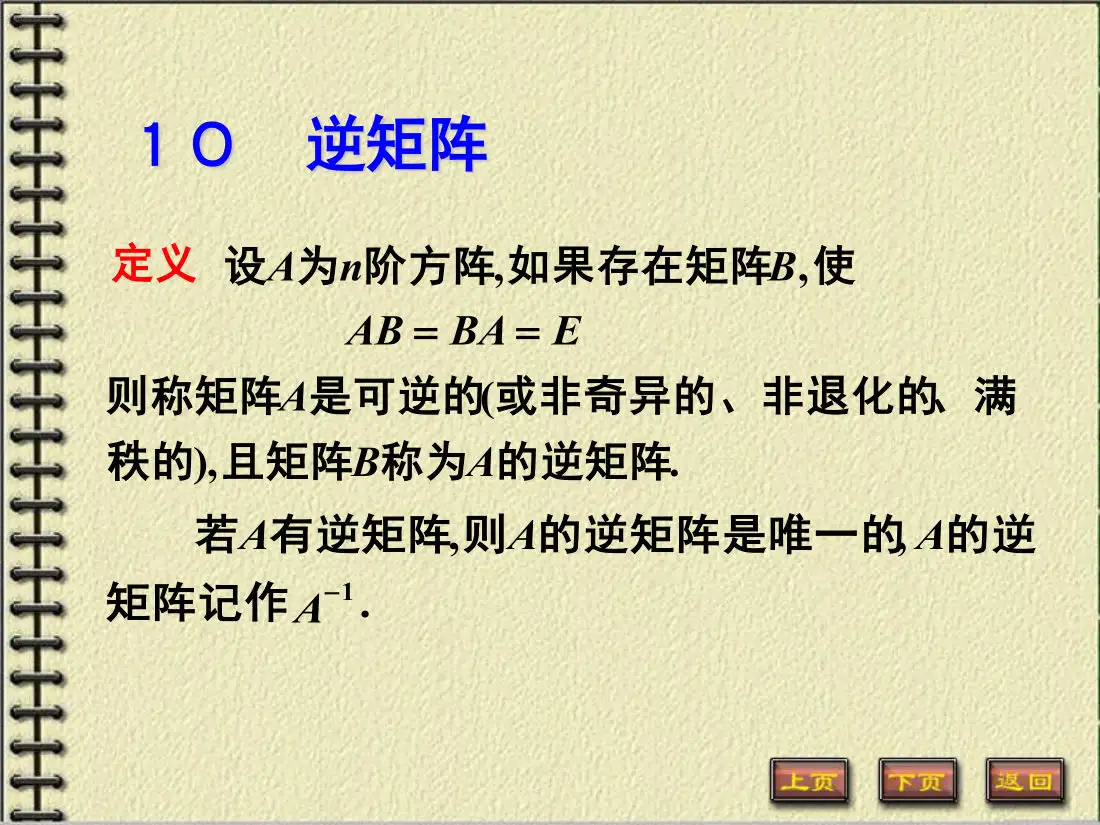 １０　逆矩阵
定义 设A为n阶方阵,如果存在矩阵B,使
AB = BA = E
则称矩阵A是可逆的(或非奇异的、非退化的、满
秩的),且矩阵B称为A的逆矩阵.
若A有逆矩阵,则A的逆矩阵是唯一的, A的逆
矩阵记作 A⁻¹ .
上页 下页 返回